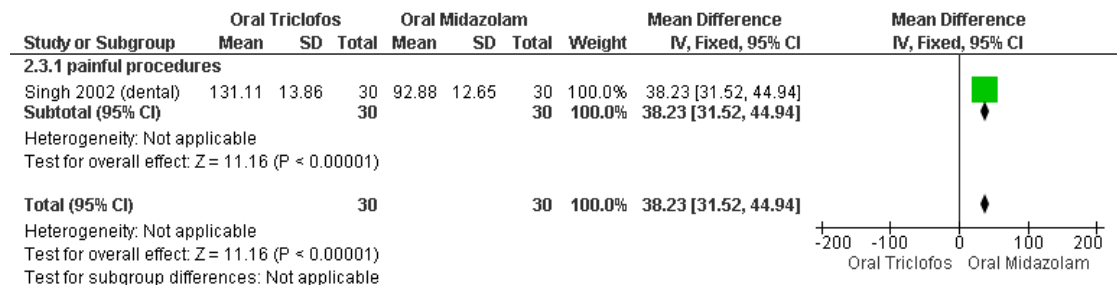 Oral Triclofos Oral Midazolam Mean Difference Mean Difference
Study or Subgroup Mean SD Total Mean SD Total Weight IV, Fixed, 95% CI IV, Fixed, 95% CI
2.3.1 painful procedures
Singh 2002 (dental) 131.11 13.86 30 92.88 12.65 30 100.0% 38.23 [31.52, 44.94]
Subtotal (95% CI) 30 30 100.0% 38.23 [31.52, 44.94]
Heterogeneity: Not applicable
Test for overall effect: Z = 11.16 (P < 0.00001)
Total (95% CI) 30 30 100.0% 38.23 [31.52, 44.94]
Heterogeneity: Not applicable
Test for overall effect: Z = 11.16 (P < 0.00001)
Test for subgroup differences: Not applicable
-200 -100 0 100 200
Oral Triclofos Oral Midazolam